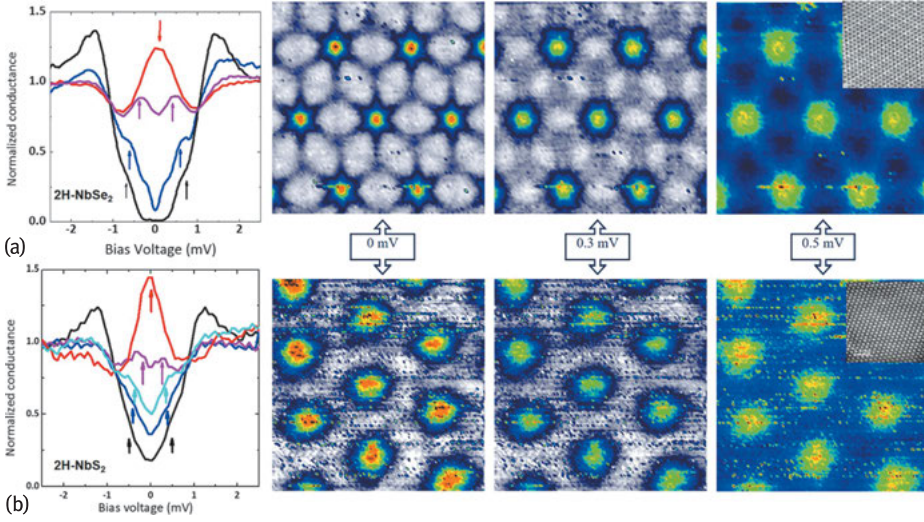 1.5
1.0
0.5
0.0
Normalized conductance
2H-NbSe2
-2 -1 0 1 2
Bias Voltage (mV)
(a)
0 mV
0.3 mV
0.5 mV
1.5
1.0
0.5
0.0
Normalized conductance
2H-NbS2
-2 -1 0 1 2
Bias voltage (mV)
(b)